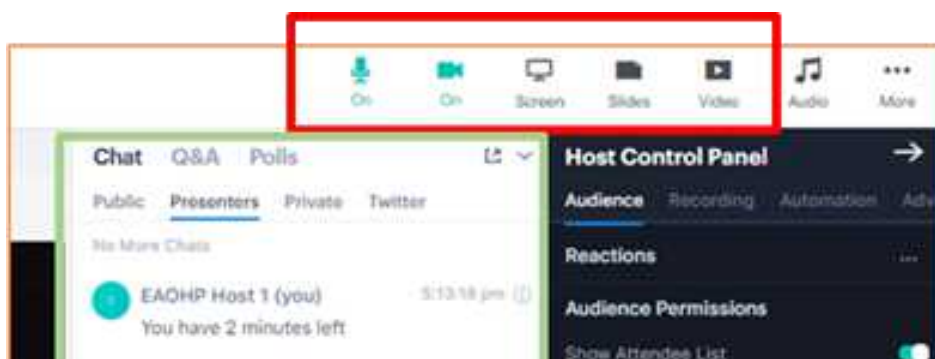 On On Screen Slides Video Audio More
Chat Q&A Polls
Public Presenters Private Twitter
No More Chats
EAOHP Host 1 (you) 5:13:18 pm
You have 2 minutes left
Host Control Panel
Audience Recording Automation Adv
Reactions
Audience Permissions
Show Attendee List